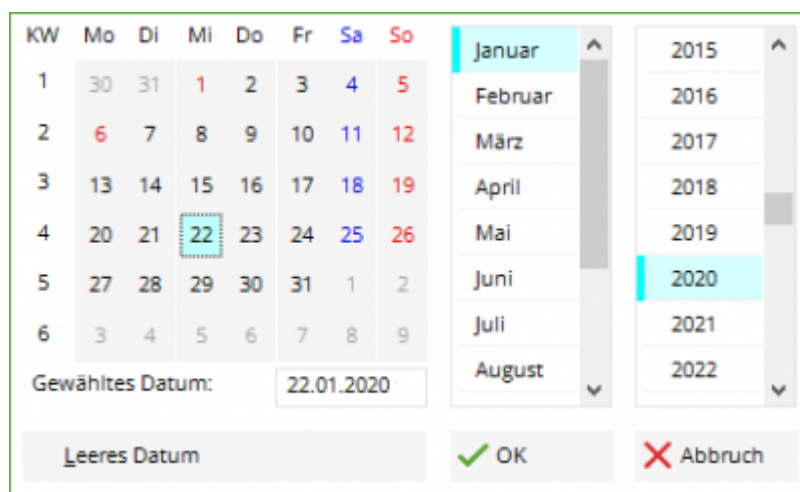 KW Mo Di Mi Do Fr Sa So
1 30 31 1 2 3 4 5
2 6 7 8 9 10 11 12
3 13 14 15 16 17 18 19
4 20 21 22 23 24 25 26
5 27 28 29 30 31 1 2
6 3 4 5 6 7 8 9
Gewähltes Datum: 22.01.2020
Leeres Datum
Januar
Februar
März
April
Mai
Juni
Juli
August
OK
2015
2016
2017
2018
2019
2020
2021
2022
Abbruch